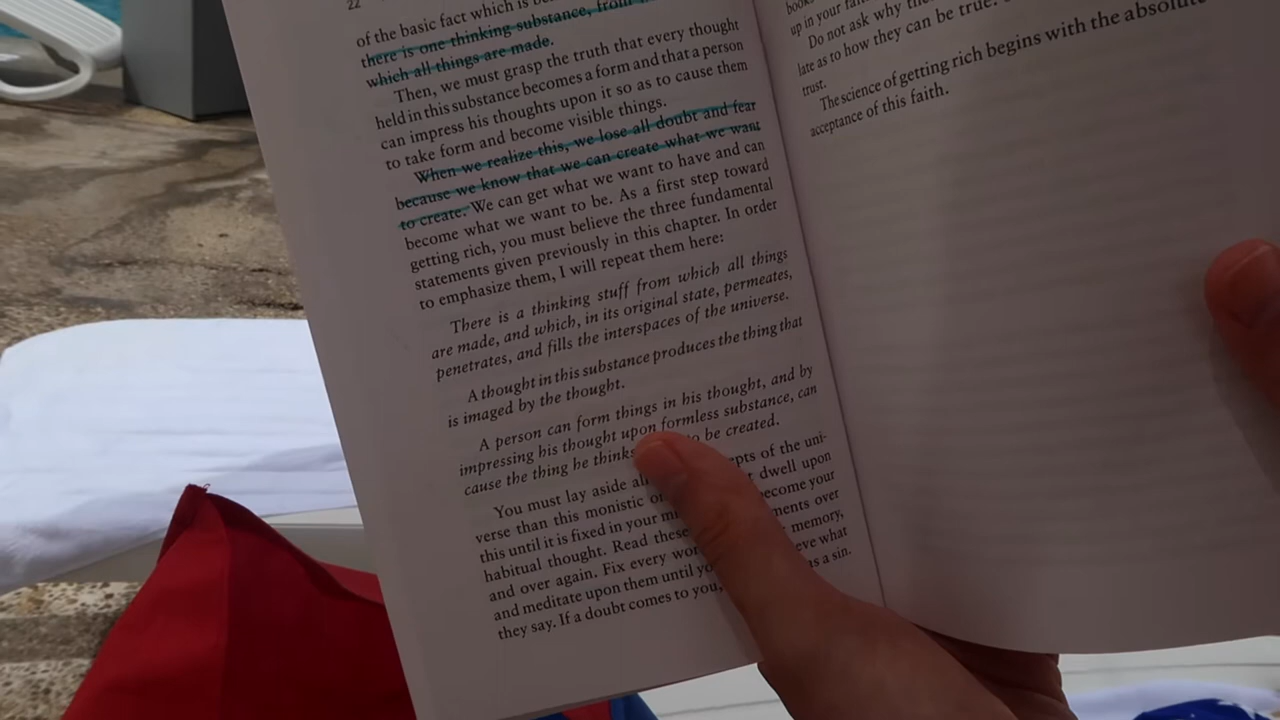 22
of the basic fact which is
there is one thinking substance, from
which all things are made.
Then, we must grasp the truth that every thought
held in this substance becomes a form and that a person
can impress his thoughts upon it so as to cause them
to take form and become visible things.
When we realize this, we lose all doubt and fear
because we know that we can create what we want
to create. We can get what we want to have and can
become what we want to be. As a first step toward
getting rich, you must believe the three fundamental
statements given previously in this chapter. In order
to emphasize them, I will repeat them here:
There is a thinking stuff from which all things
are made, and which, in its original state, permeates,
penetrates, and fills the interspaces of the universe.
A thought in this substance produces the thing that
is imaged by the thought.
A person can form things in his thought, and by
impressing his thought upon formless substance, can
cause the thing he thinks to be created.
You must lay aside all of the uni-
verse than this monistic dwell upon
this until it is fixed in your become your
habitual thought. Read these over
and over again. Fix every memory,
and meditate upon them until what
they say. If a doubt comes to you, as a sin.
up in your
Do not ask why
late as to how they can be true.
trust.
The science of getting rich begins with the absolute
acceptance of this faith.